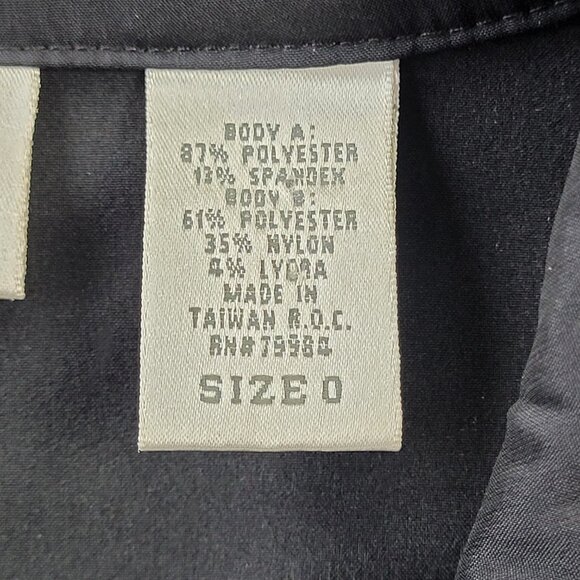 BODY A:
87% POLYESTER
13% SPANDEX
BODY B:
61% POLYESTER
35% NYLON
4% LYCRA
MADE IN
TAIWAN R.O.C.
RN#79984
SIZE 0